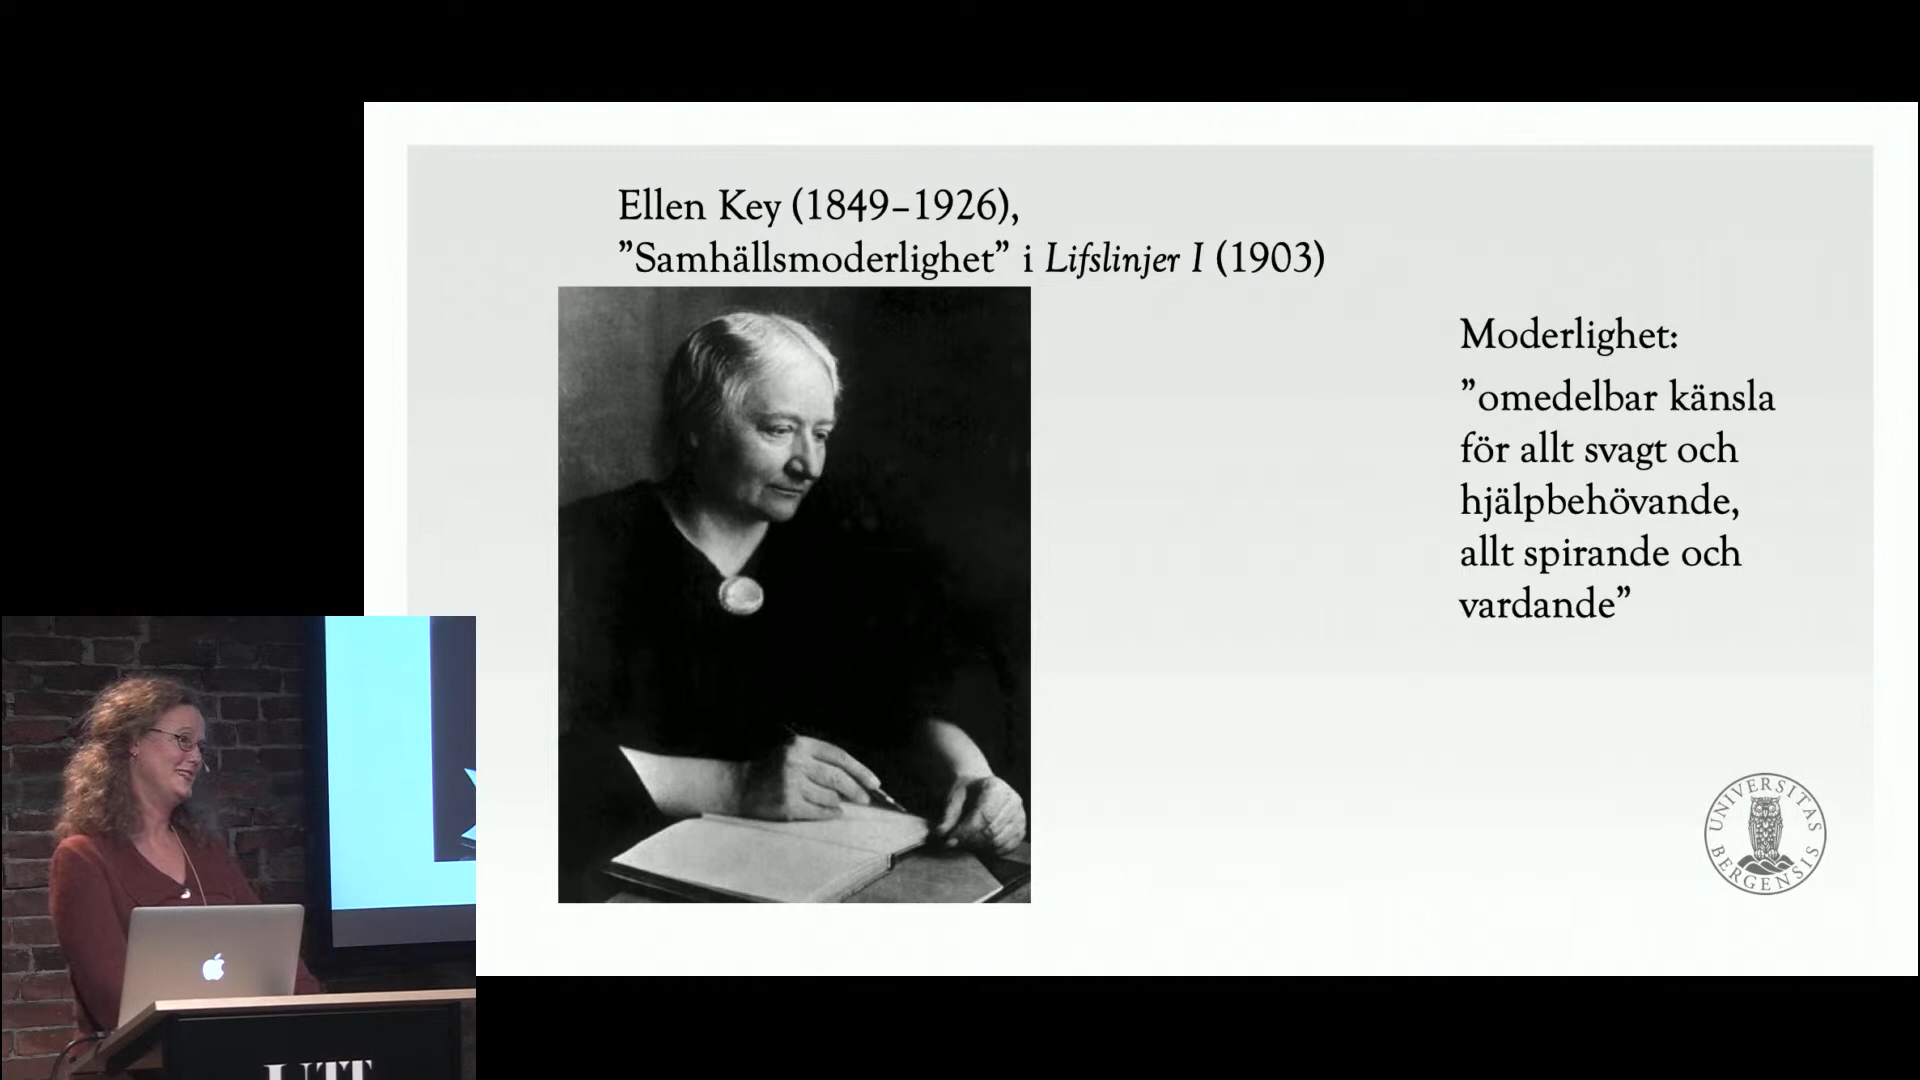 Ellen Key (1849–1926),
”Samhällsmoderlighet” i Lifslinjer I (1903)
Moderlighet:
”omedelbar känsla
för allt svagt och
hjälpbehövande,
allt spirande och
vardande”
UNIVERSITAS
BERGENSIS